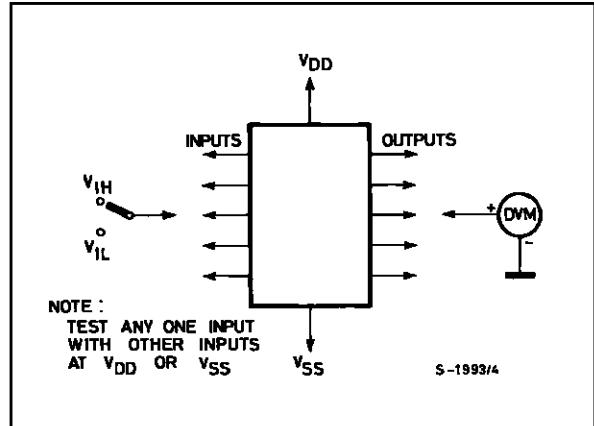 VDD
INPUTS
OUTPUTS
VIH
VIL
+
DVM
-
NOTE :
TEST ANY ONE INPUT
WITH OTHER INPUTS
AT VDD OR VSS
VSS
S-1993/4